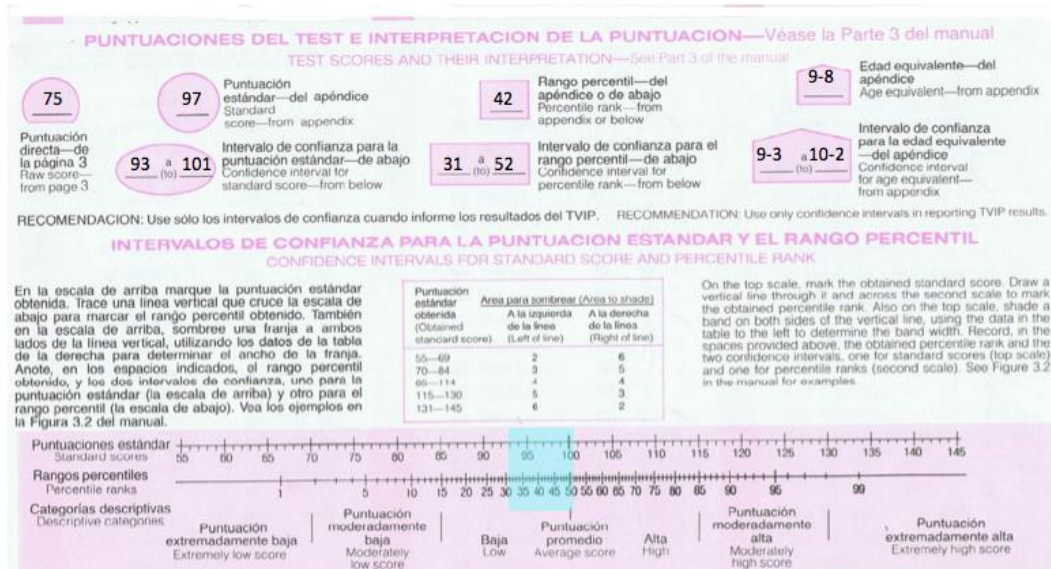 PUNTUACIONES DEL TEST E INTERPRETACION DE LA PUNTUACION—Véase la Parte 3 del manual
TEST SCORES AND THEIR INTERPRETATION—See Part 3 of the manual
75
Puntuación
directa—de
la página 3
Raw score—
from page 3
97
Puntuación
estándar—del apéndice
Standard
score—from appendix
42
Rango percentil—del
apéndice o de abajo
Percentile rank—from
appendix or below
9-8
Edad equivalente—del
apéndice
Age equivalent—from appendix
93 a (to) 101
Intervalo de confianza para la
puntuación estándar—de abajo
Confidence interval for
standard score—from below
31 a (to) 52
Intervalo de confianza para el
rango percentil—de abajo
Confidence interval for
percentile rank—from below
9-3 a (to) 10-2
Intervalo de confianza
para la edad equivalente
—del apéndice
Confidence interval
for age equivalent—
from appendix
RECOMENDACION: Use sólo los intervalos de confianza cuando informe los resultados del TVIP. RECOMMENDATION: Use only confidence intervals in reporting TVIP results.
INTERVALOS DE CONFIANZA PARA LA PUNTUACION ESTANDAR Y EL RANGO PERCENTIL
CONFIDENCE INTERVALS FOR STANDARD SCORE AND PERCENTILE RANK
En la escala de arriba marque la puntuación estándar
obtenida. Trace una línea vertical que cruce la escala de
abajo para marcar el rango percentil obtenido. También
en la escala de arriba, sombree una franja a ambos
lados de la línea vertical, utilizando los datos de la tabla
de la derecha para determinar el ancho de la franja.
Anote, en los espacios indicados, el rango percentil
obtenido, y los dos intervalos de confianza, uno para la
puntuación estándar (la escala de arriba) y otro para el
rango percentil (la escala de abajo). Vea los ejemplos en
la Figura 3.2 del manual.
Puntuación
estándar
obtenida
(Obtained
standard score)
Area para sombrear (Area to shade)
A la izquierda
de la línea
(Left of line)
A la derecha
de la línea
(Right of line)
55—69 2 6
70—84 3 5
85—114 4 4
115—130 5 3
131—145 6 2
On the top scale, mark the obtained standard score. Draw a
vertical line through it and across the second scale to mark
the obtained percentile rank. Also on the top scale, shade a
band on both sides of the vertical line, using the data in the
table to the left to determine the band width. Record, in the
spaces provided above, the obtained percentile rank and the
two confidence intervals, one for standard scores (top scale)
and one for percentile ranks (second scale). See Figure 3.2
in the manual for examples.
Puntuaciones estándar
Standard scores
55 60 65 70 75 80 85 90 95 100 105 110 115 120 125 130 135 140 145
Rangos percentiles
Percentile ranks
1 5 10 15 20 25 30 35 40 45 50 55 60 65 70 75 80 85 90 95 99
Categorías descriptivas
Descriptive categories
Puntuación
extremadamente baja
Extremely low score
Puntuación
moderadamente
baja
Moderately
low score
Baja
Low
Puntuación
promedio
Average score
Alta
High
Puntuación
moderadamente
alta
Moderately
high score
Puntuación
extremadamente alta
Extremely high score